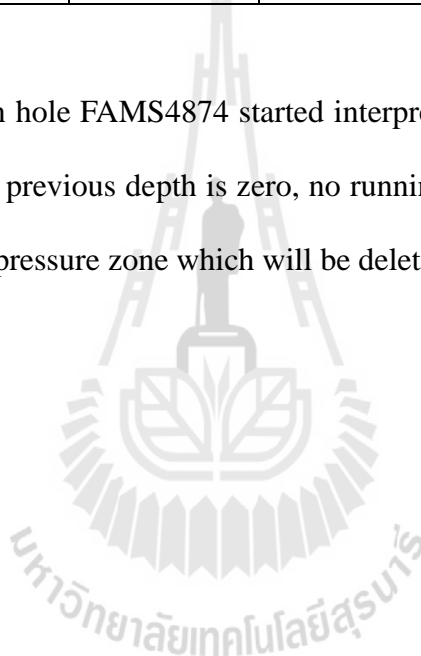 n hole FAMS4874 started interpre
previous depth is zero, no runnin
pressure zone which will be delet
มหาวิทยาลัยเทคโนโลยีสุรนารี